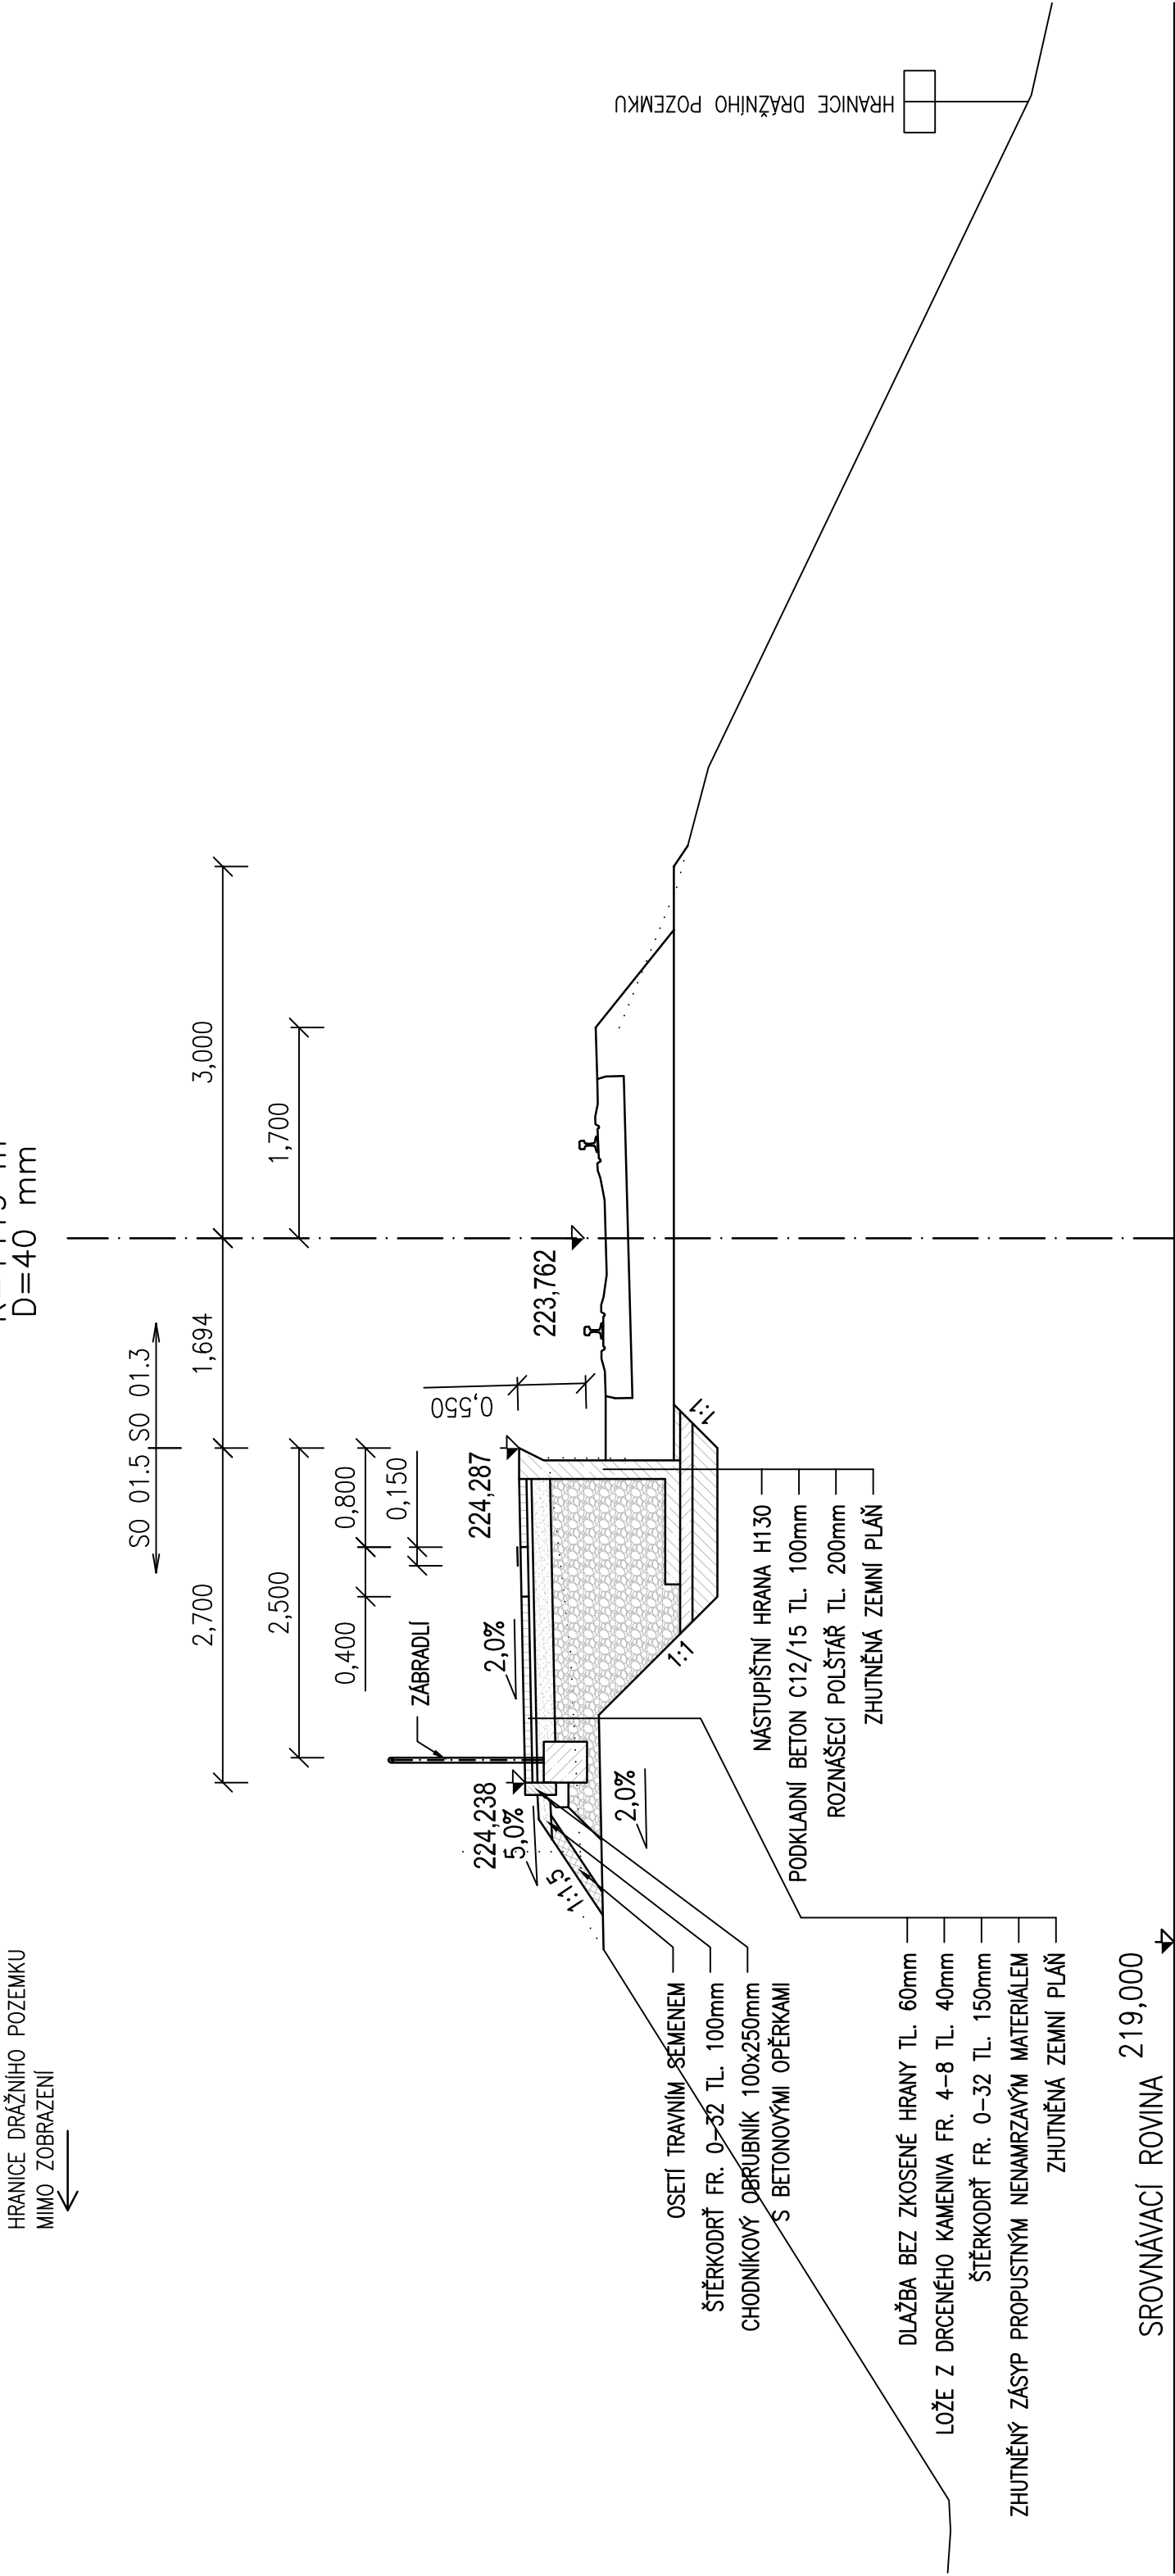 D=40 mm
HRANICE DRÁŽNÍHO POZEMKU
MIMO ZOBRAZENÍ
SO 01.5 SO 01.3
2,700
1,694
3,000
2,500
1,700
0,400
0,800
0,150
ZÁBRADLÍ
0,550
224,238
5,0%
2,0%
224,287
223,762
1:1,5
2,0%
1:1
1:1
HRANICE DRÁŽNÍHO POZEMKU
OSETÍ TRAVNÍM SEMENEM
ŠTĚRKODRŤ FR. 0-32 TL. 100mm
CHODNÍKOVÝ OBRUBNÍK 100x250mm
S BETONOVÝMI OPĚRKAMI
NÁSTUPIŠTNÍ HRANA H130
PODKLADNÍ BETON C12/15 TL. 100mm
ROZNÁŠECÍ POLŠTÁŘ TL. 200mm
ZHUTNĚNÁ ZEMNÍ PLÁŇ
DLAŽBA BEZ ZKOSENÉ HRANY TL. 60mm
LOŽE Z DRCENÉHO KAMENIVA FR. 4-8 TL. 40mm
ŠTĚRKODRŤ FR. 0-32 TL. 150mm
ZHUTNĚNÝ ZÁSYP PROPUSTNÝM NENAMRZAVÝM MATERIÁLEM
ZHUTNĚNÁ ZEMNÍ PLÁŇ
SROVNÁVACÍ ROVINA 219,000